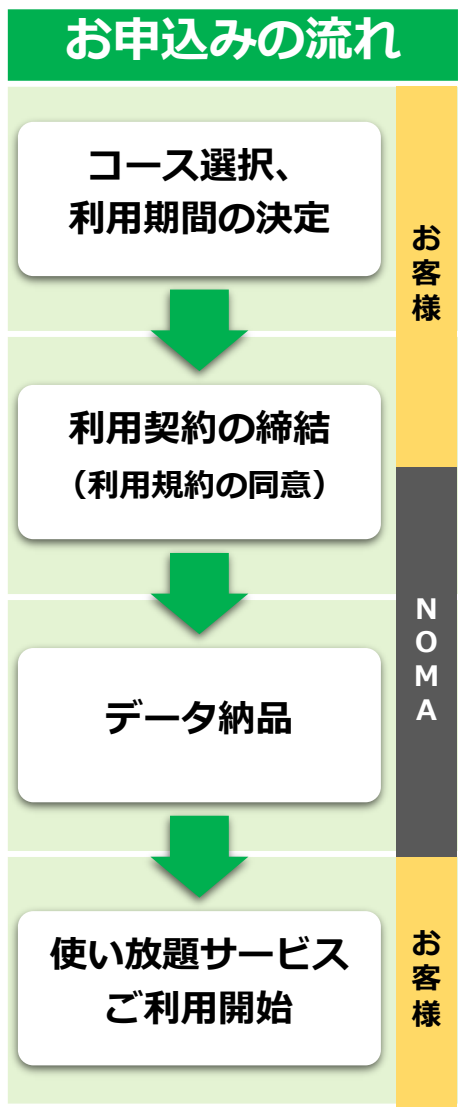 お申込みの流れ
コース選択、
利用期間の決定
お客様
利用契約の締結
（利用規約の同意）
NOMA
データ納品
使い放題サービス
ご利用開始
お客様